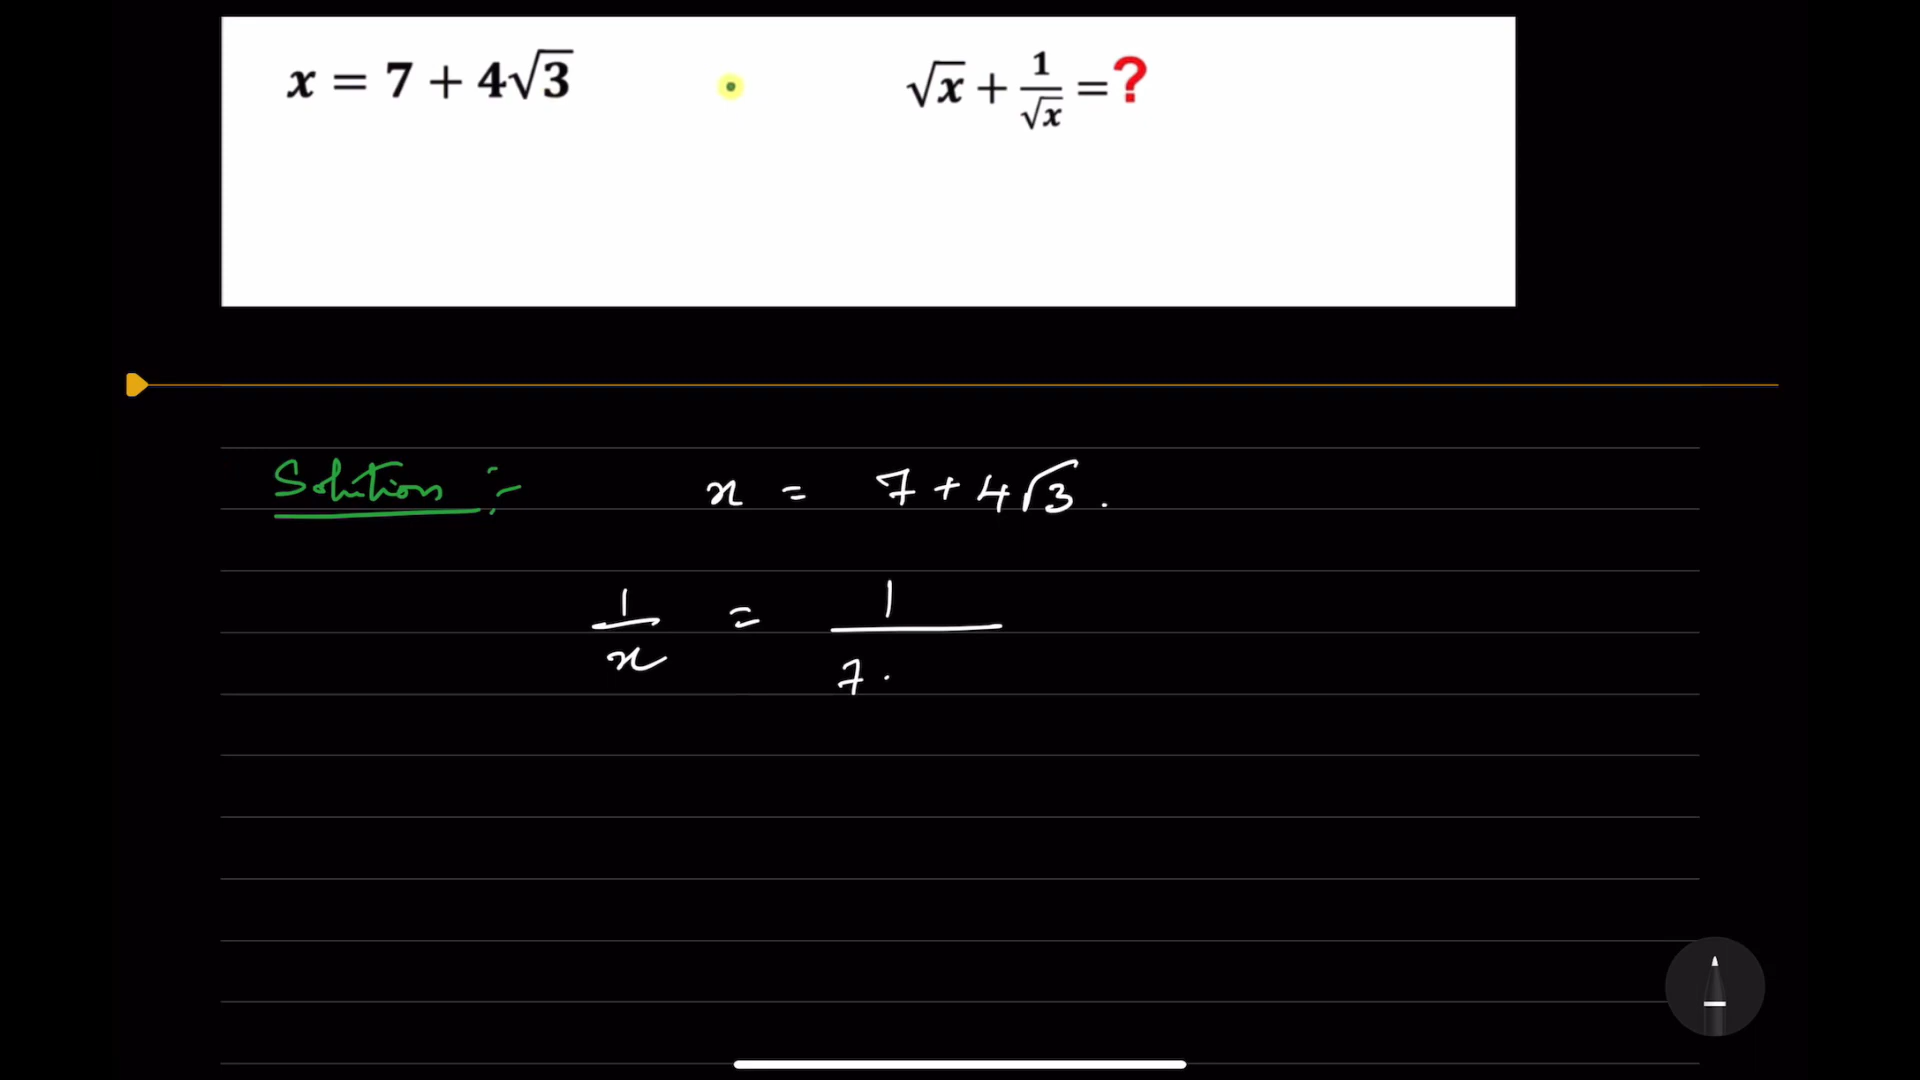 x = 7 + 4√3 √x + 1/√x = ?
Solution :- x = 7 + 4√3 .
1/x = 1/7 .